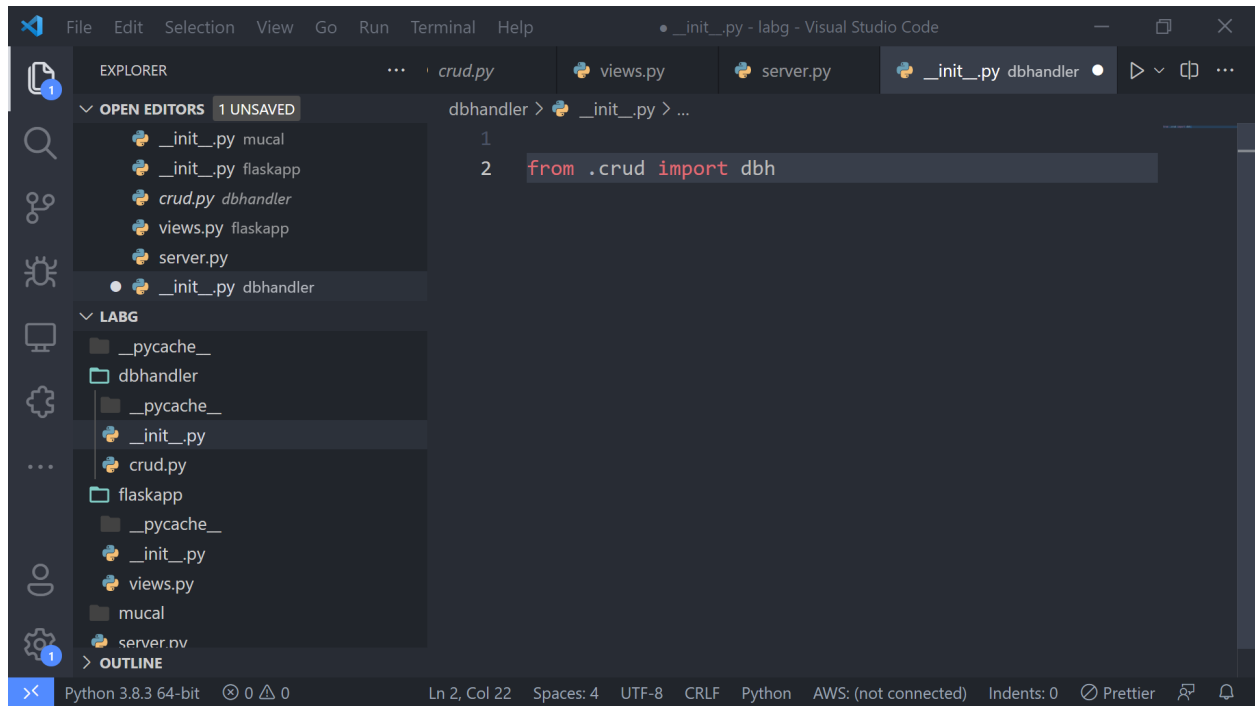 File Edit Selection View Go Run Terminal Help ● __init__.py - labg - Visual Studio Code
EXPLORER ··· crud.py views.py server.py __init__.py dbhandler ● ···
OPEN EDITORS 1 UNSAVED
dbhandler > __init__.py > ...
__init__.py mucal
1
__init__.py flaskapp
2 from .crud import dbh
crud.py dbhandler
views.py flaskapp
server.py
● __init__.py dbhandler
LABG
__pycache__
dbhandler
__pycache__
__init__.py
crud.py
flaskapp
__pycache__
__init__.py
views.py
mucal
server.py
OUTLINE
1
1
Python 3.8.3 64-bit 0 0 Ln 2, Col 22 Spaces: 4 UTF-8 CRLF Python AWS: (not connected) Indents: 0 Prettier